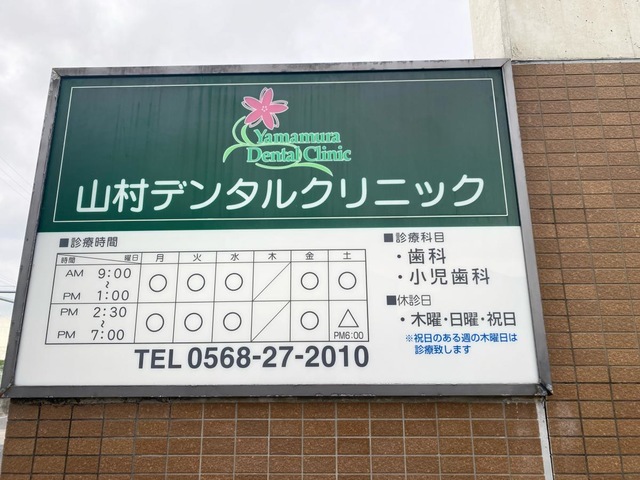 Yamamura
Dental Clinic
山村デンタルクリニック
■診療時間
時間 曜日 月 火 水 木 金 土
AM 9:00 〜 PM 1:00 ○ ○ ○ ／ ○ ○
PM 2:30 〜 PM 7:00 ○ ○ ○ ／ ○ △ PM6:00
TEL 0568-27-2010
■診療科目
・歯科
・小児歯科
■休診日
・木曜・日曜・祝日
※祝日のある週の木曜日は
診療致します